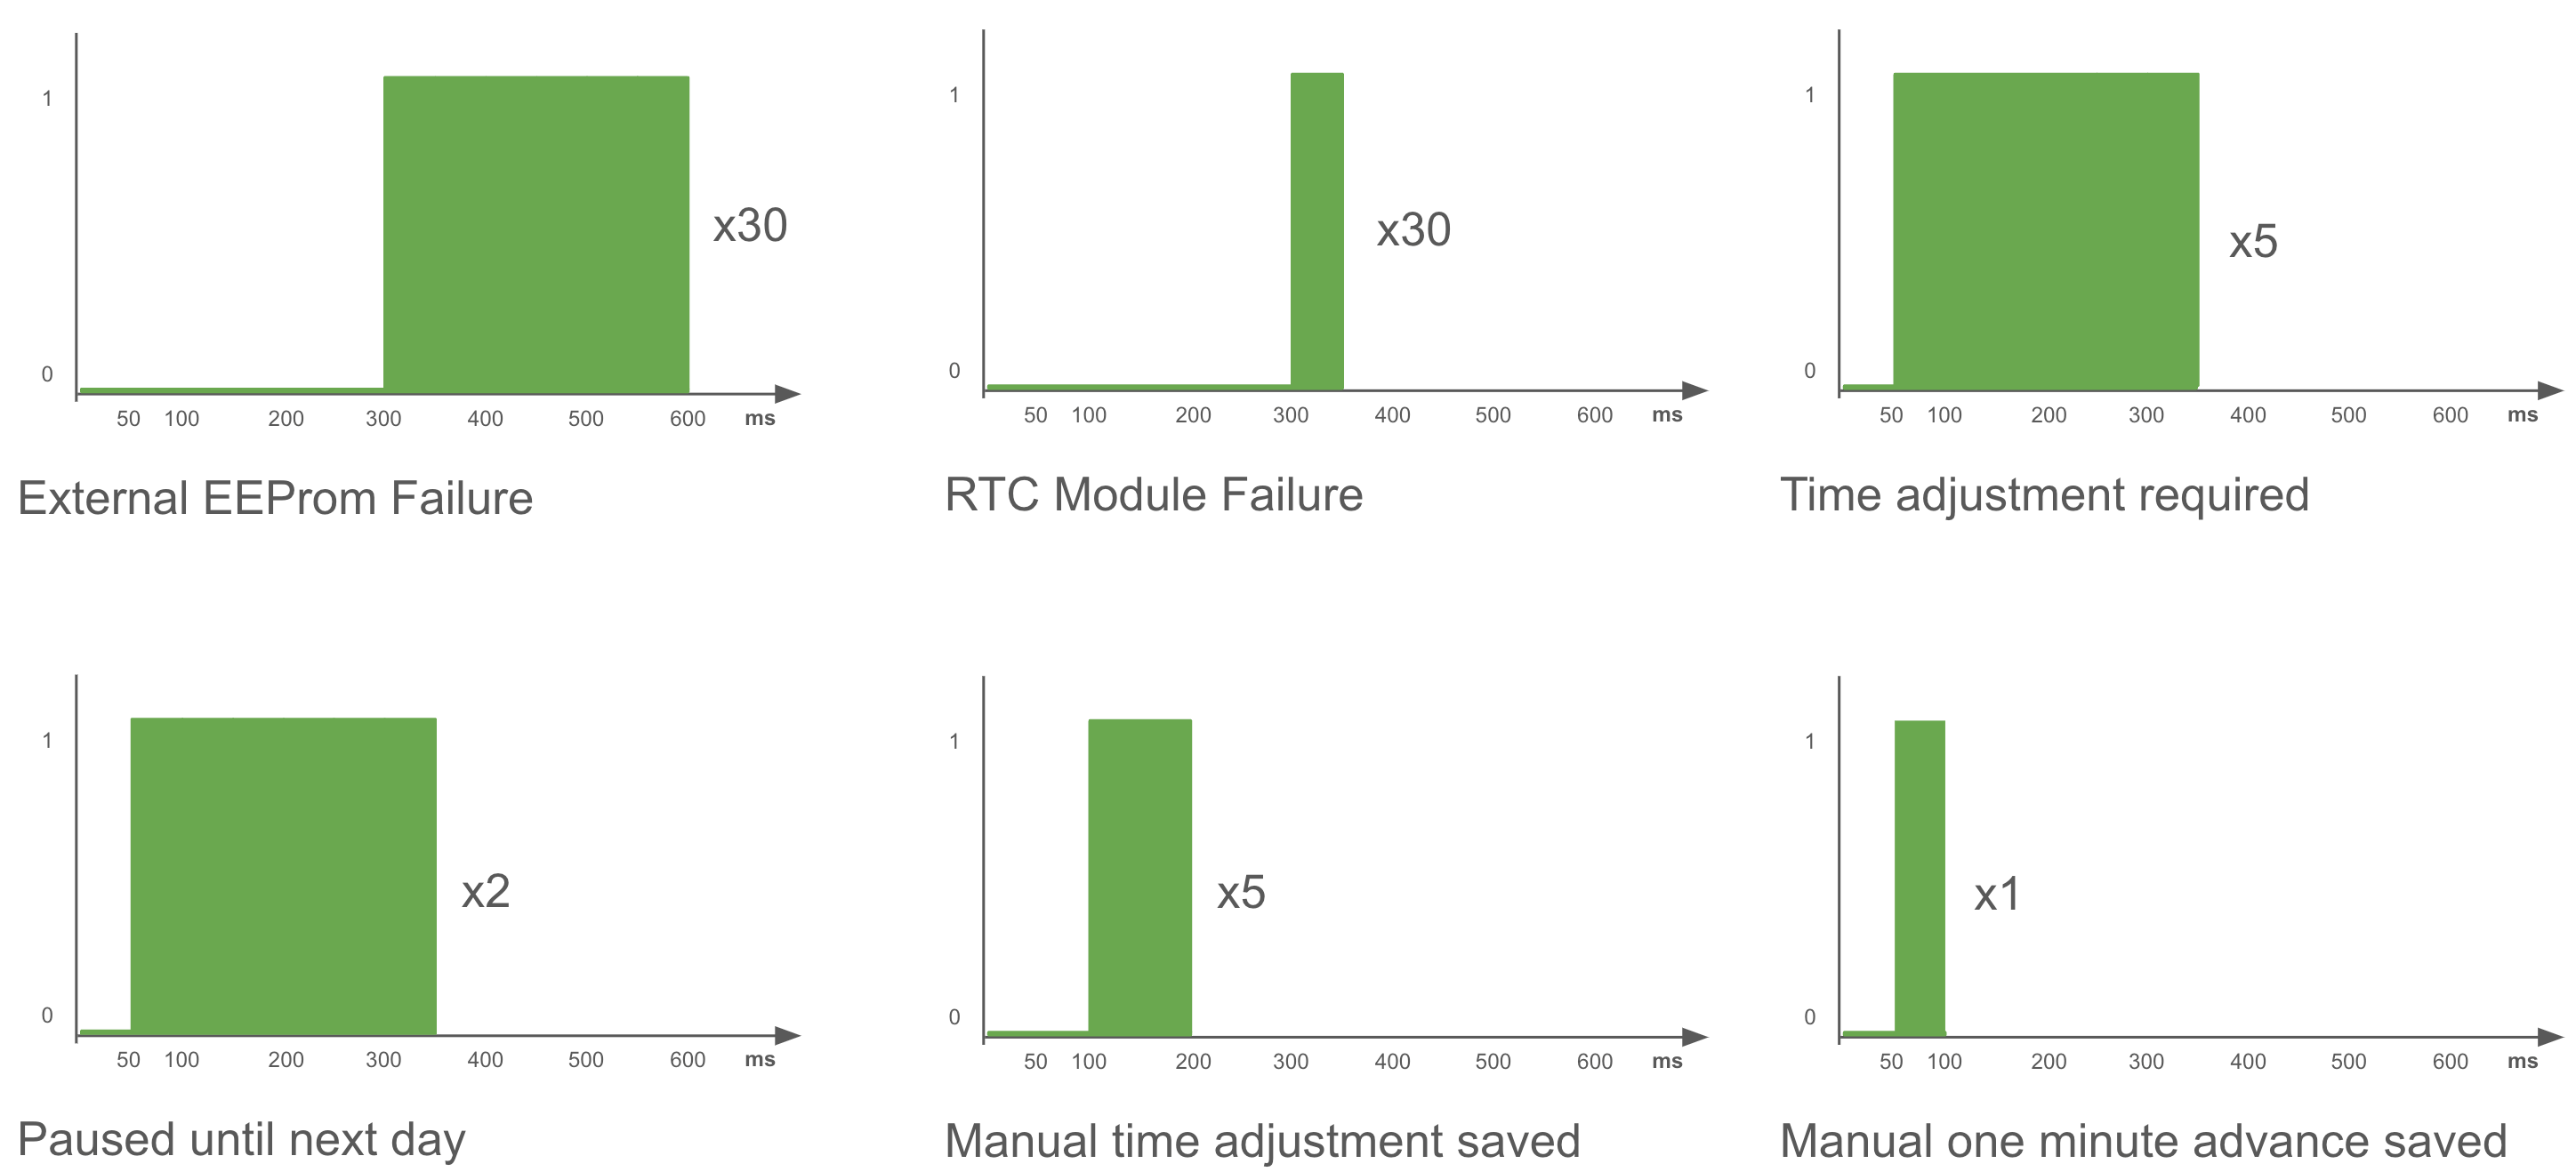 1
x30
0
50 100 200 300 400 500 600 ms
External EEProm Failure
1
x30
0
50 100 200 300 400 500 600 ms
RTC Module Failure
1
x5
0
50 100 200 300 400 500 600 ms
Time adjustment required
1
x2
0
50 100 200 300 400 500 600 ms
Paused until next day
1
x5
0
50 100 200 300 400 500 600 ms
Manual time adjustment saved
1
x1
0
50 100 200 300 400 500 600 ms
Manual one minute advance saved